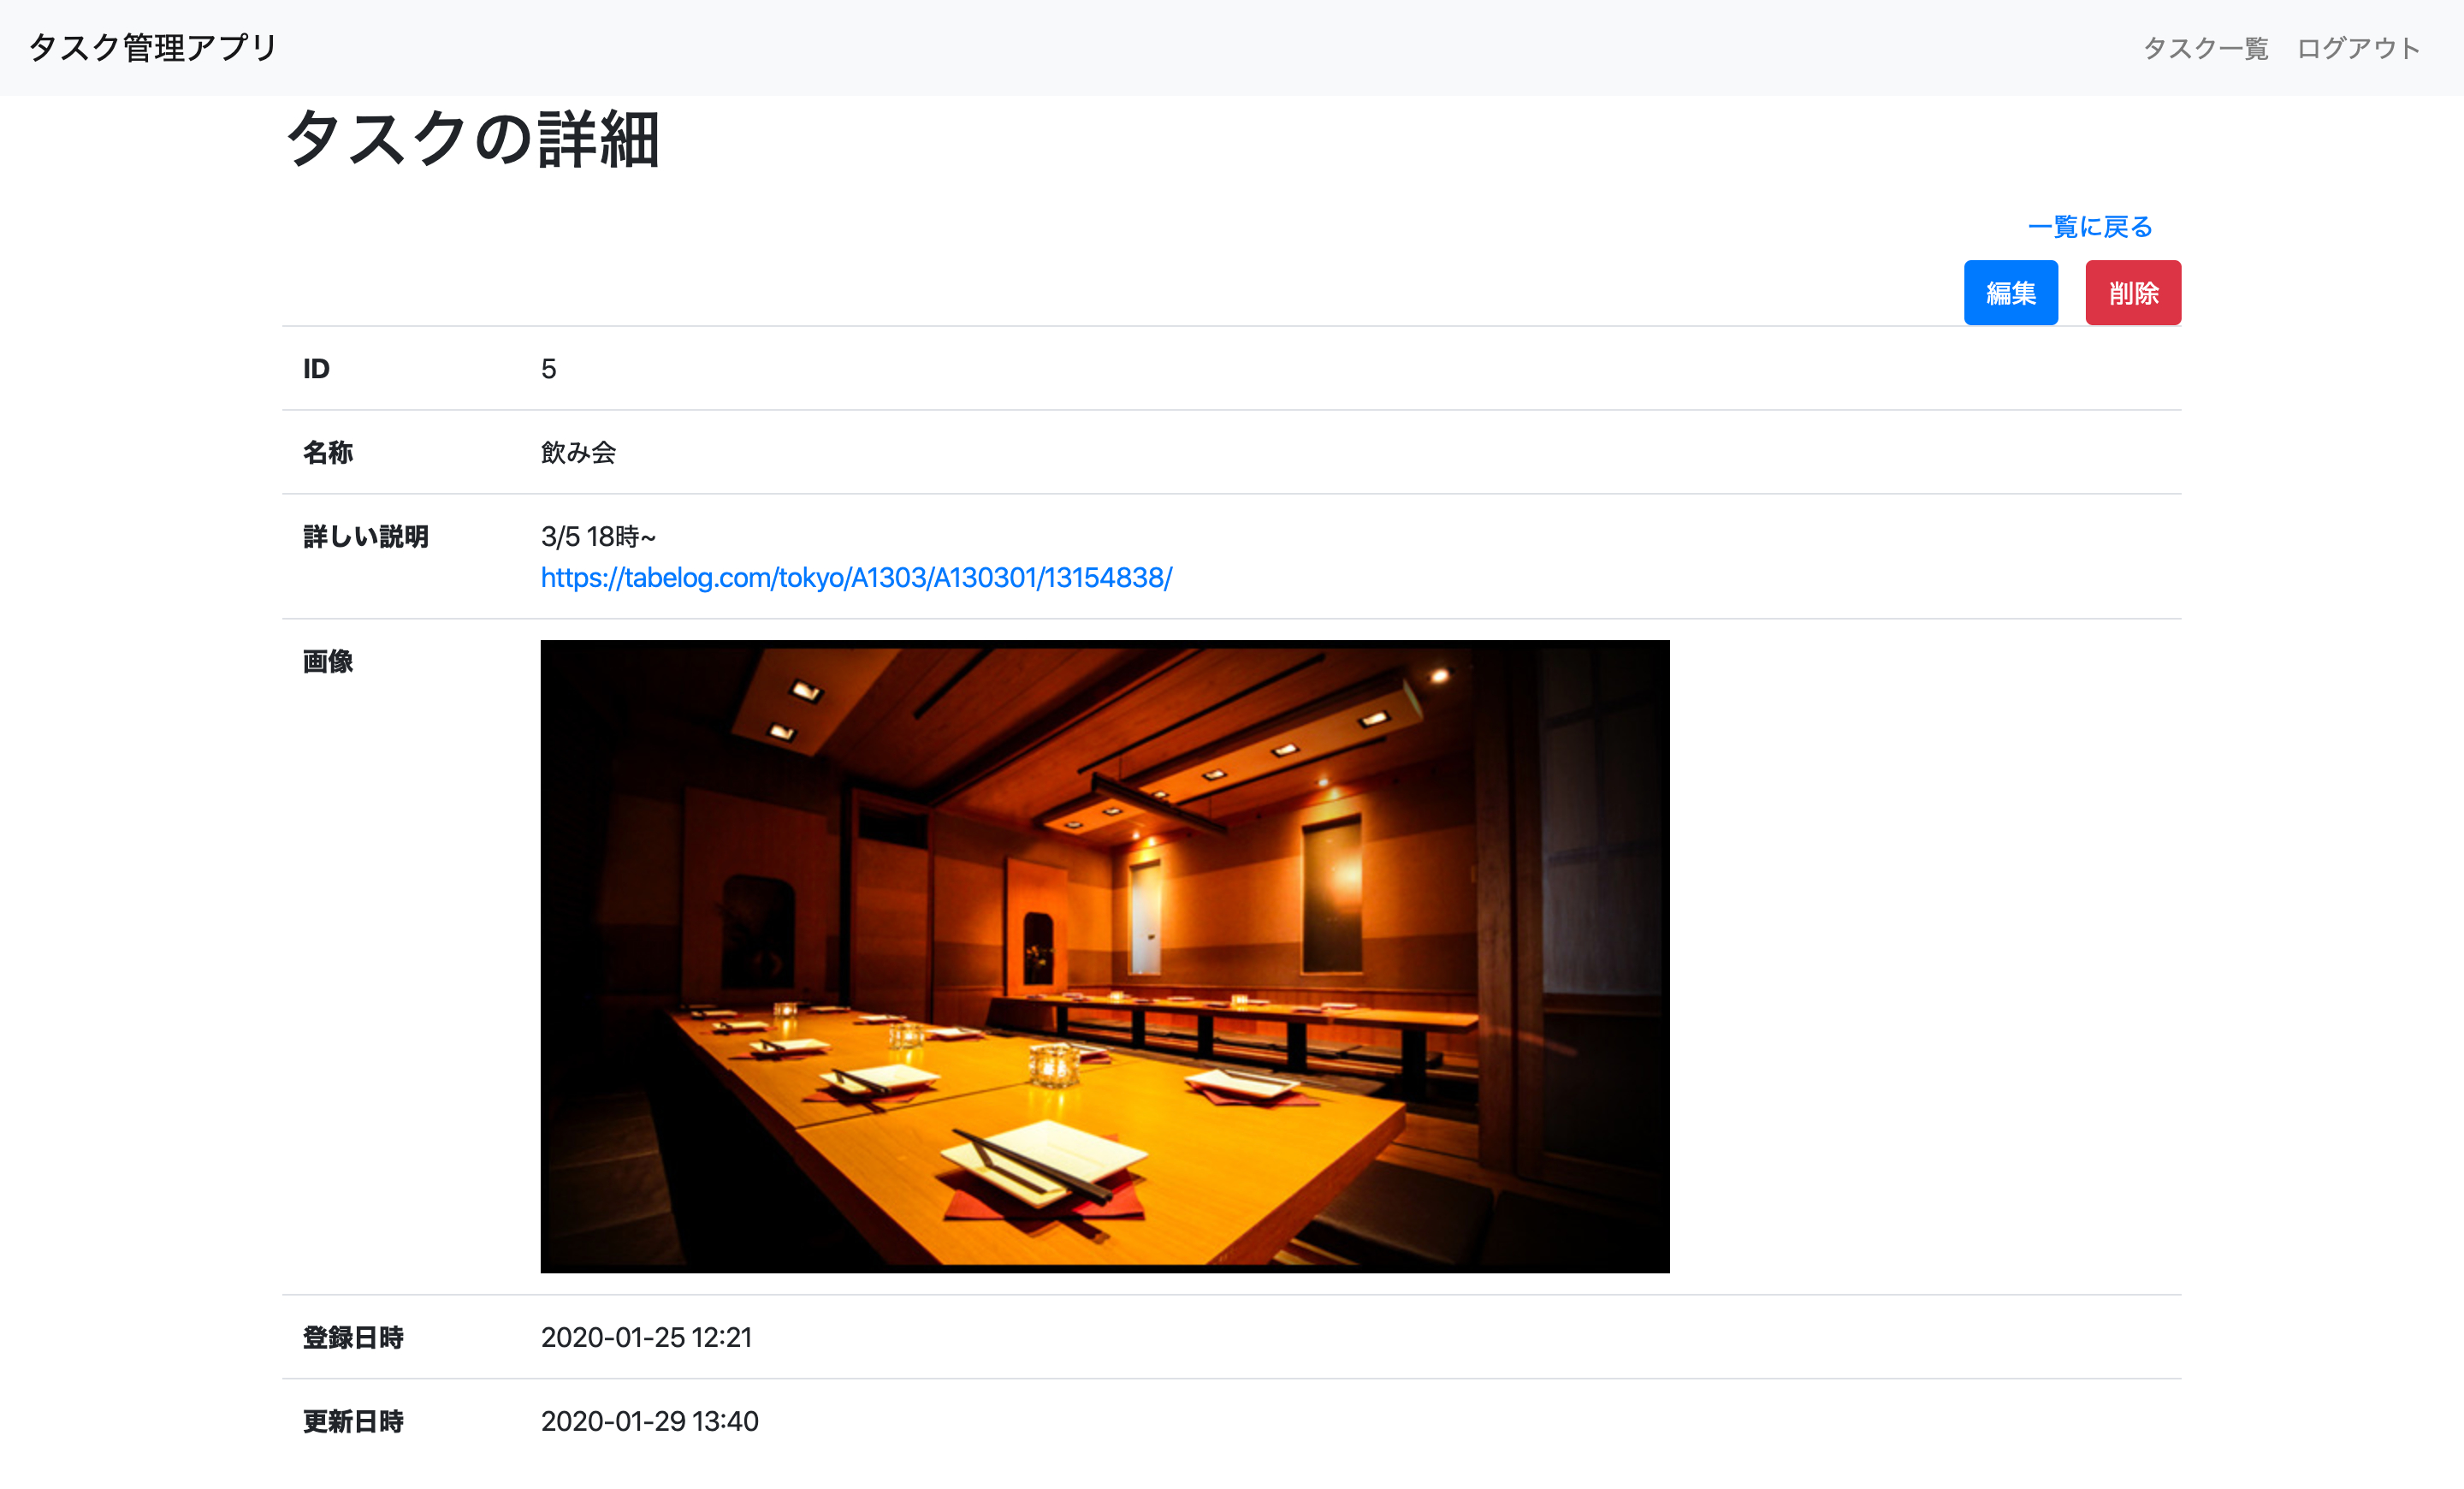 タスク管理アプリ
タスク一覧 ログアウト
タスクの詳細
一覧に戻る
編集 削除
ID 5
名称 飲み会
詳しい説明 3/5 18時~
https://tabelog.com/tokyo/A1303/A130301/13154838/
画像
登録日時 2020-01-25 12:21
更新日時 2020-01-29 13:40